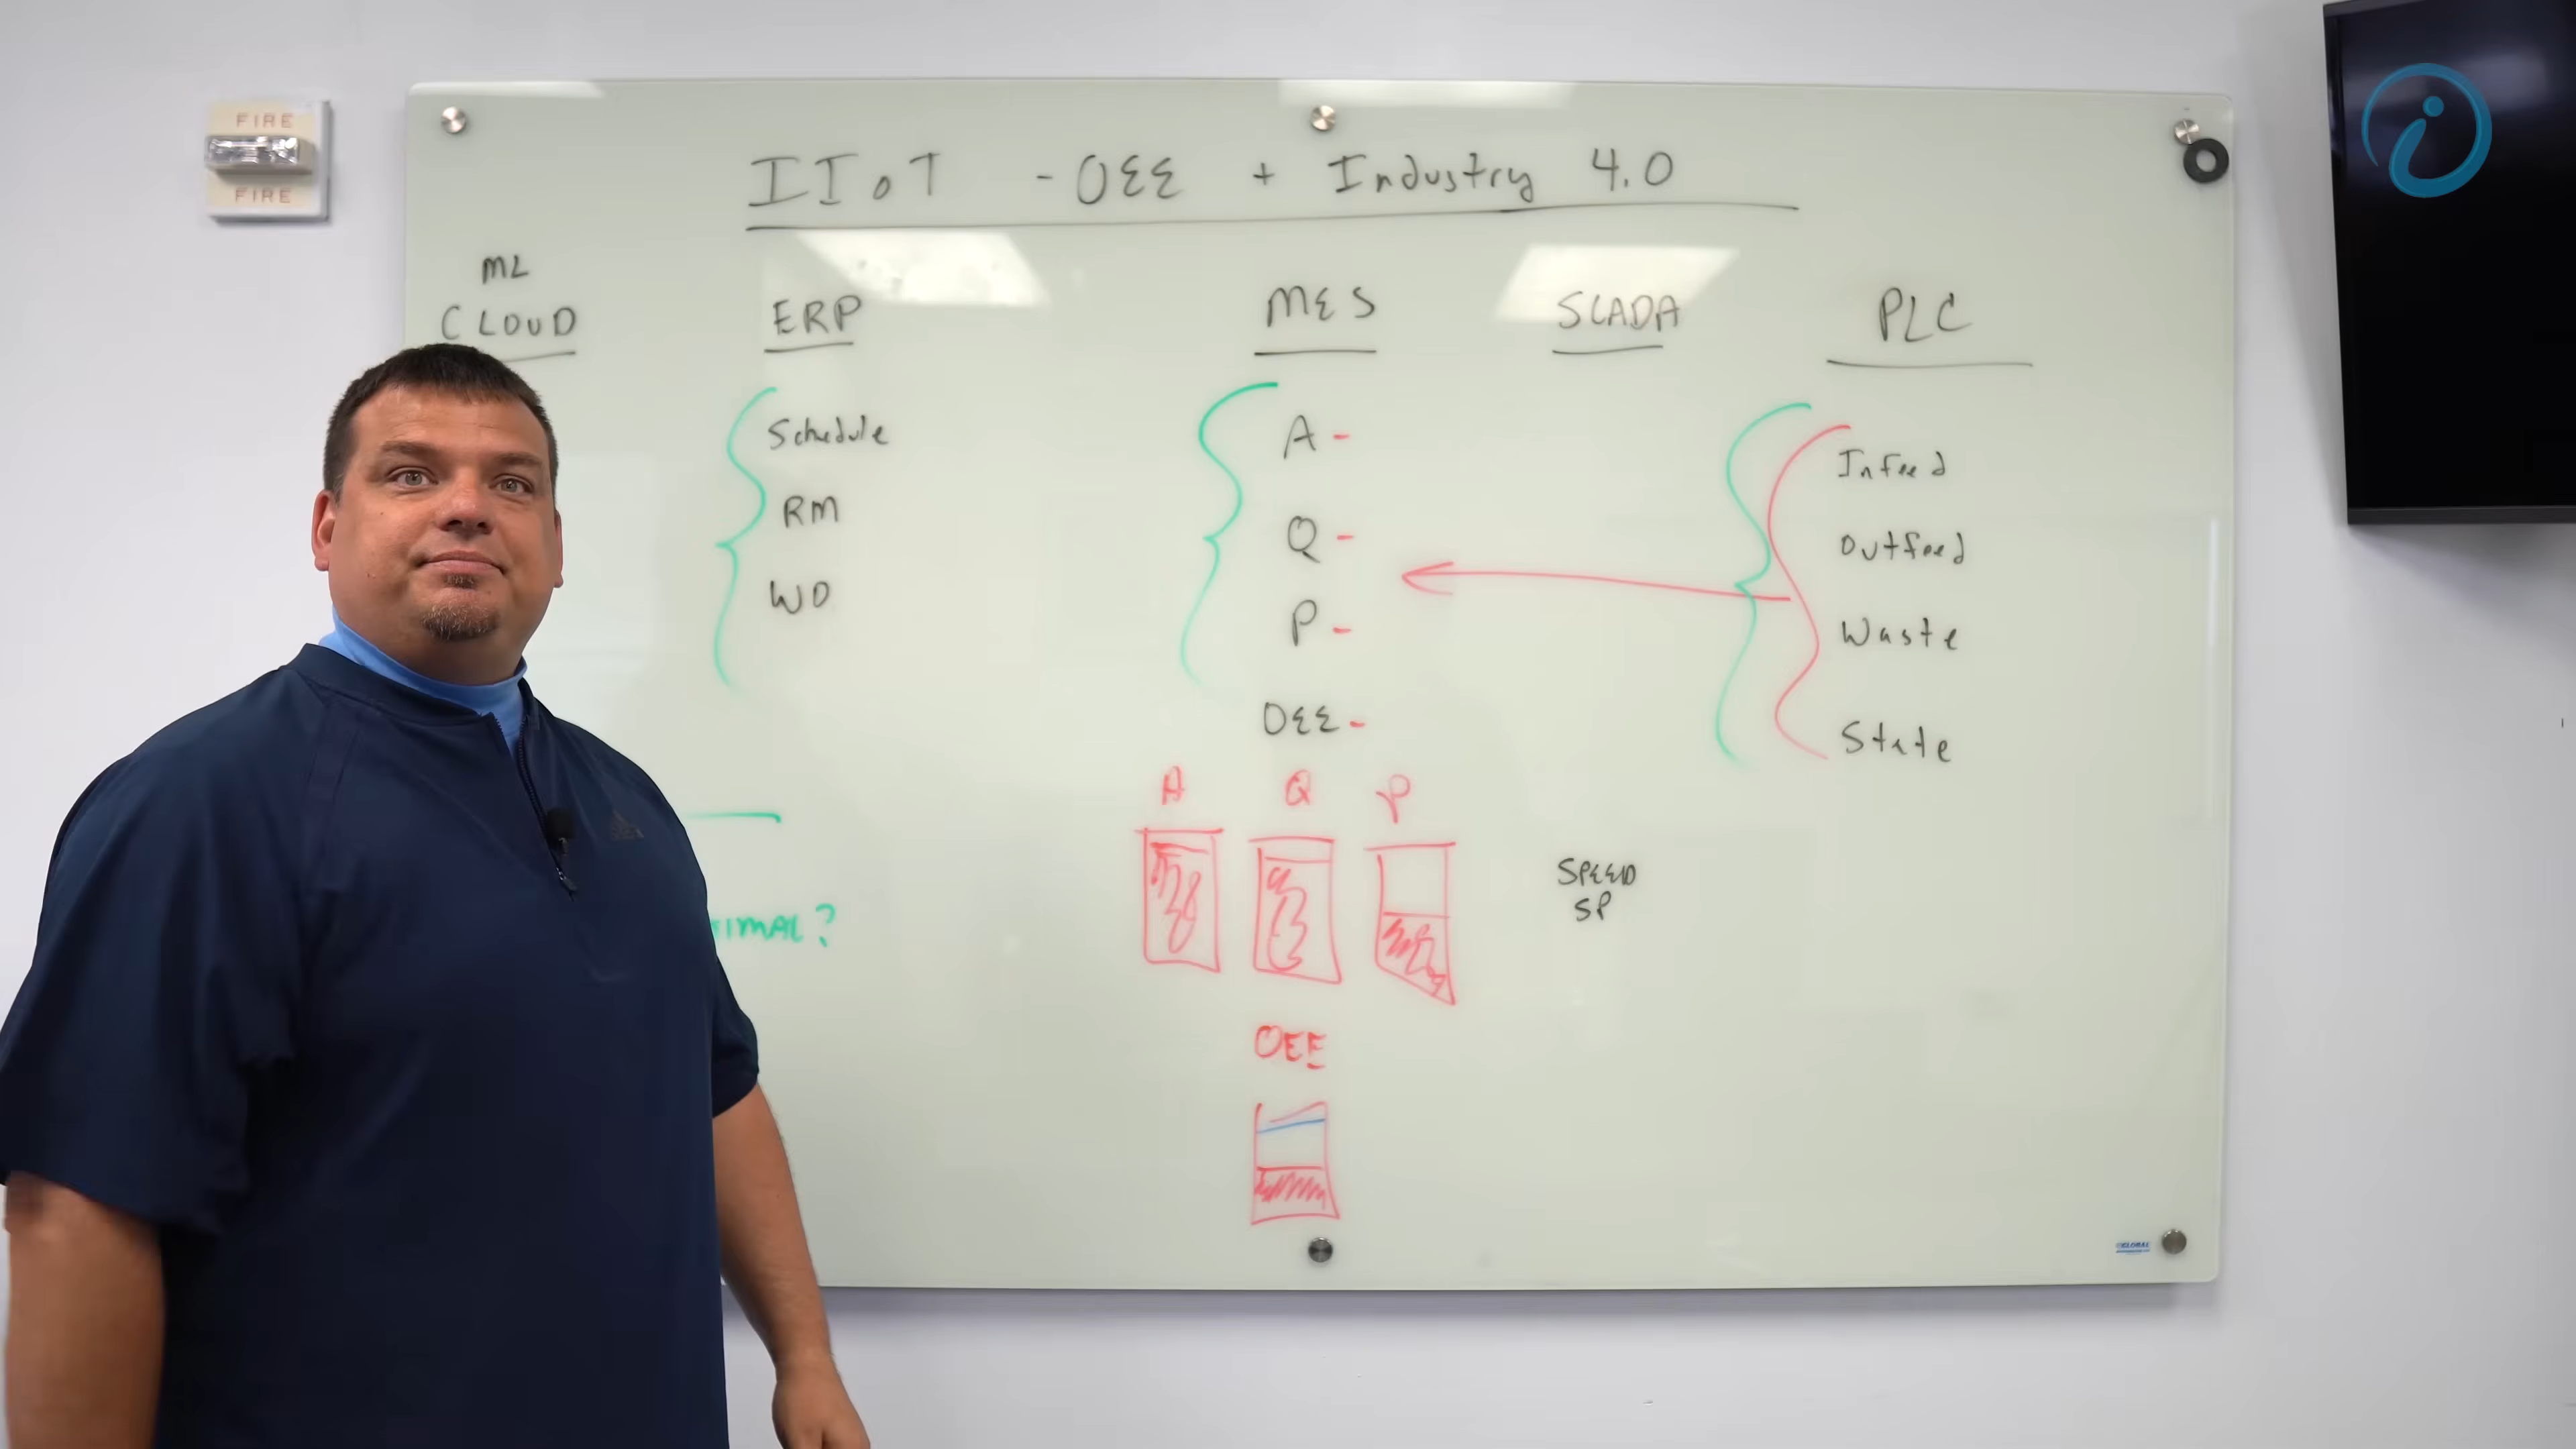 FIRE
FIRE
IIoT - OEE + Industry 4.0
ML
CLOUD
ERP
Schedule
RM
WO
TIMAL?
MES
A -
Q -
P -
OEE -
A Q P
OEE
SCADA
SPEED
SP
PLC
Infeed
Outfeed
Waste
State
GLOBAL